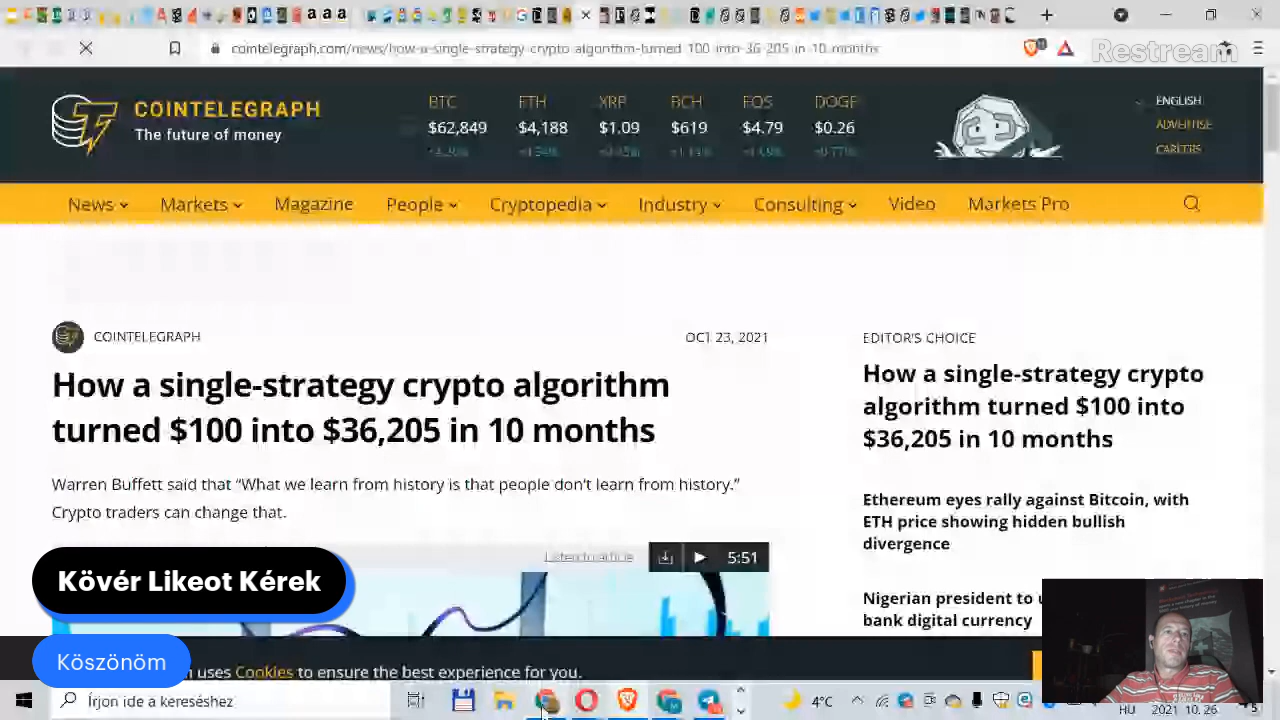 cointelegraph.com/news/how-a-single-strategy-crypto-algorithm-turned-100-into-36-205-in-10-months
Restream
COINTELEGRAPH
The future of money
BTC ETH XRP BCH EOS DOGE
$62,849 $4,188 $1.09 $619 $4.79 $0.26
ENGLISH
ADVERTISE
CAREERS
News Markets Magazine People Cryptopedia Industry Consulting Video Markets Pro
COINTELEGRAPH
OCT 23, 2021
How a single-strategy crypto algorithm
turned $100 into $36,205 in 10 months
Warren Buffett said that “What we learn from history is that people don’t learn from history.”
Crypto traders can change that.
Listen to article
5:51
EDITOR'S CHOICE
How a single-strategy crypto
algorithm turned $100 into
$36,205 in 10 months
Ethereum eyes rally against Bitcoin, with
ETH price showing hidden bullish
divergence
Nigerian president to
bank digital currency
Kövér Likeot Kérek
Köszönöm
uses Cookies to ensure the best experience for you.
Írjon ide a kereséshez
4°C
HU
2021. 10. 26.